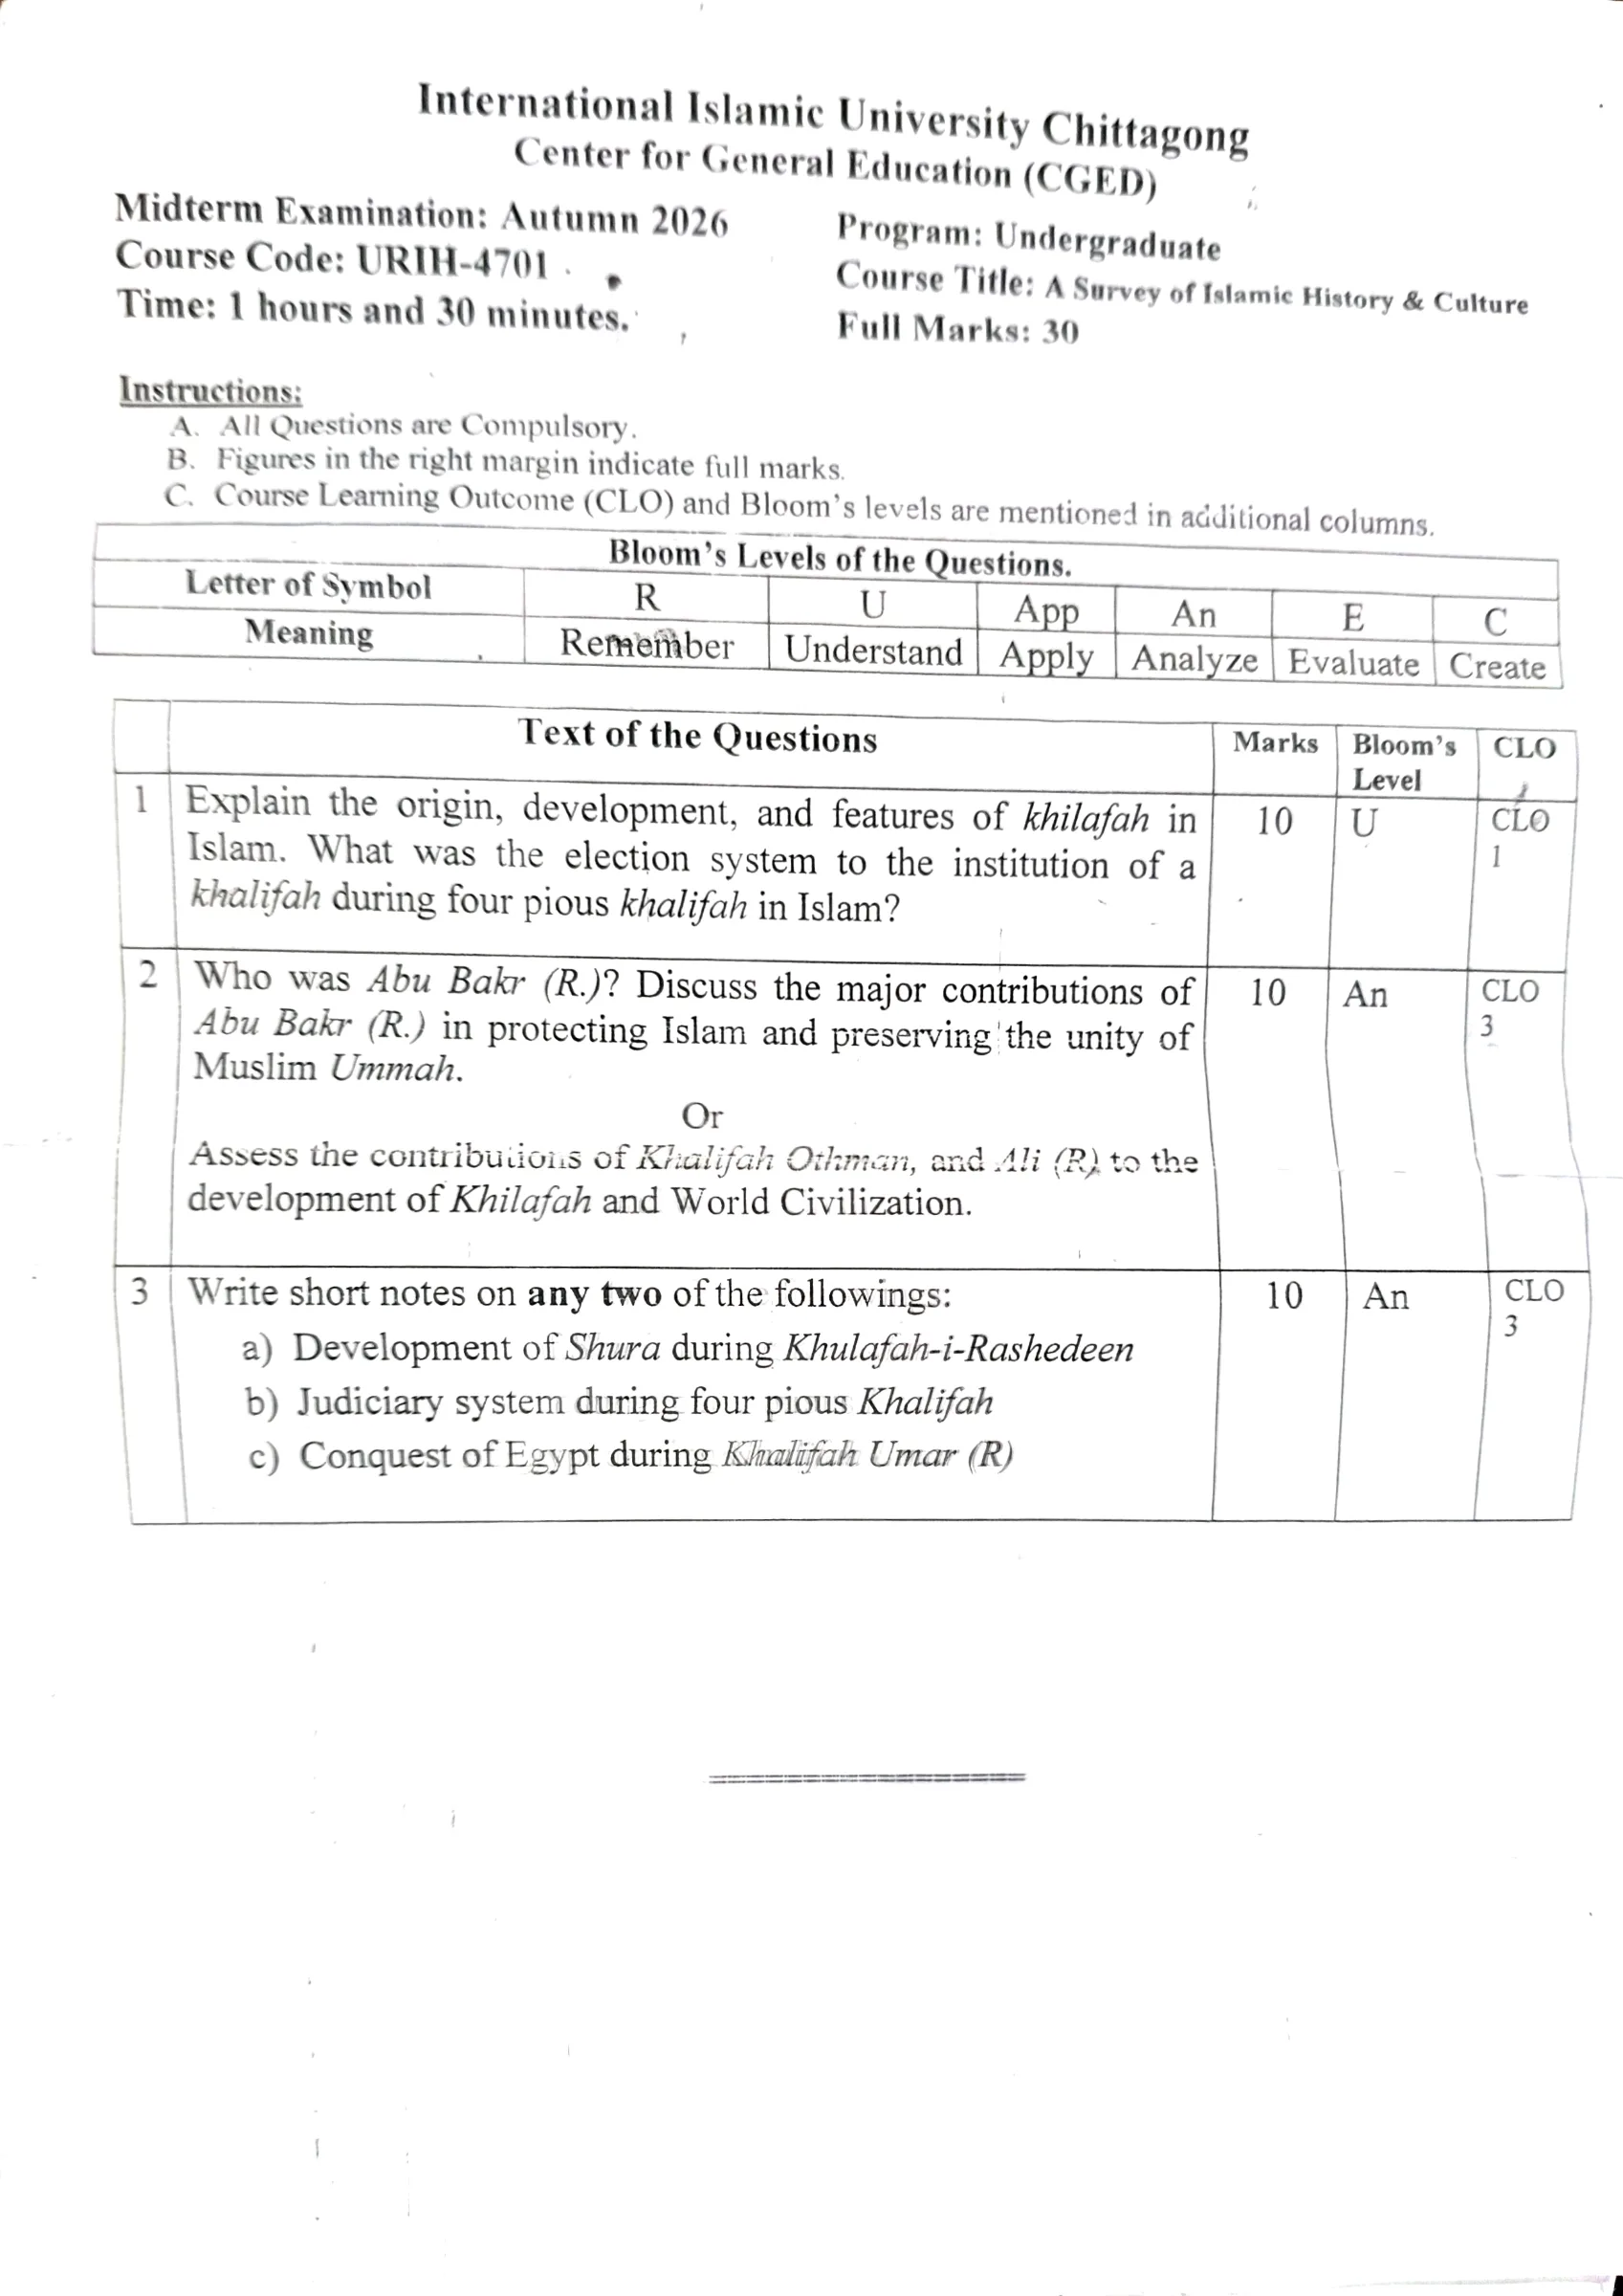 International Islamic University Chittagong
Center for General Education (CGED)
Midterm Examination: Autumn 2026
Program: Undergraduate
Course Code: URIH-4701
Course Title: A Survey of Islamic History & Culture
Time: 1 hours and 30 minutes.
Full Marks: 30
Instructions:
A. All Questions are Compulsory.
B. Figures in the right margin indicate full marks.
C. Course Learning Outcome (CLO) and Bloom's levels are mentioned in additional columns.
Bloom's Levels of the Questions.
Letter of Symbol R U App An E C
Meaning Remember Understand Apply Analyze Evaluate Create
Text of the Questions Marks Bloom's Level CLO
1 Explain the origin, development, and features of khilafah in 10 U CLO
Islam. What was the election system to the institution of a 1
khalifah during four pious khalifah in Islam?
2 Who was Abu Bakr (R.)? Discuss the major contributions of 10 An CLO
Abu Bakr (R.) in protecting Islam and preserving the unity of 3
Muslim Ummah.
Or
Assess the contributions of Khalifah Othman, and Ali (R) to the
development of Khilafah and World Civilization.
3 Write short notes on any two of the followings: 10 An CLO
3
a) Development of Shura during Khulafah-i-Rashedeen
b) Judiciary system during four pious Khalifah
c) Conquest of Egypt during Khalifah Umar (R)